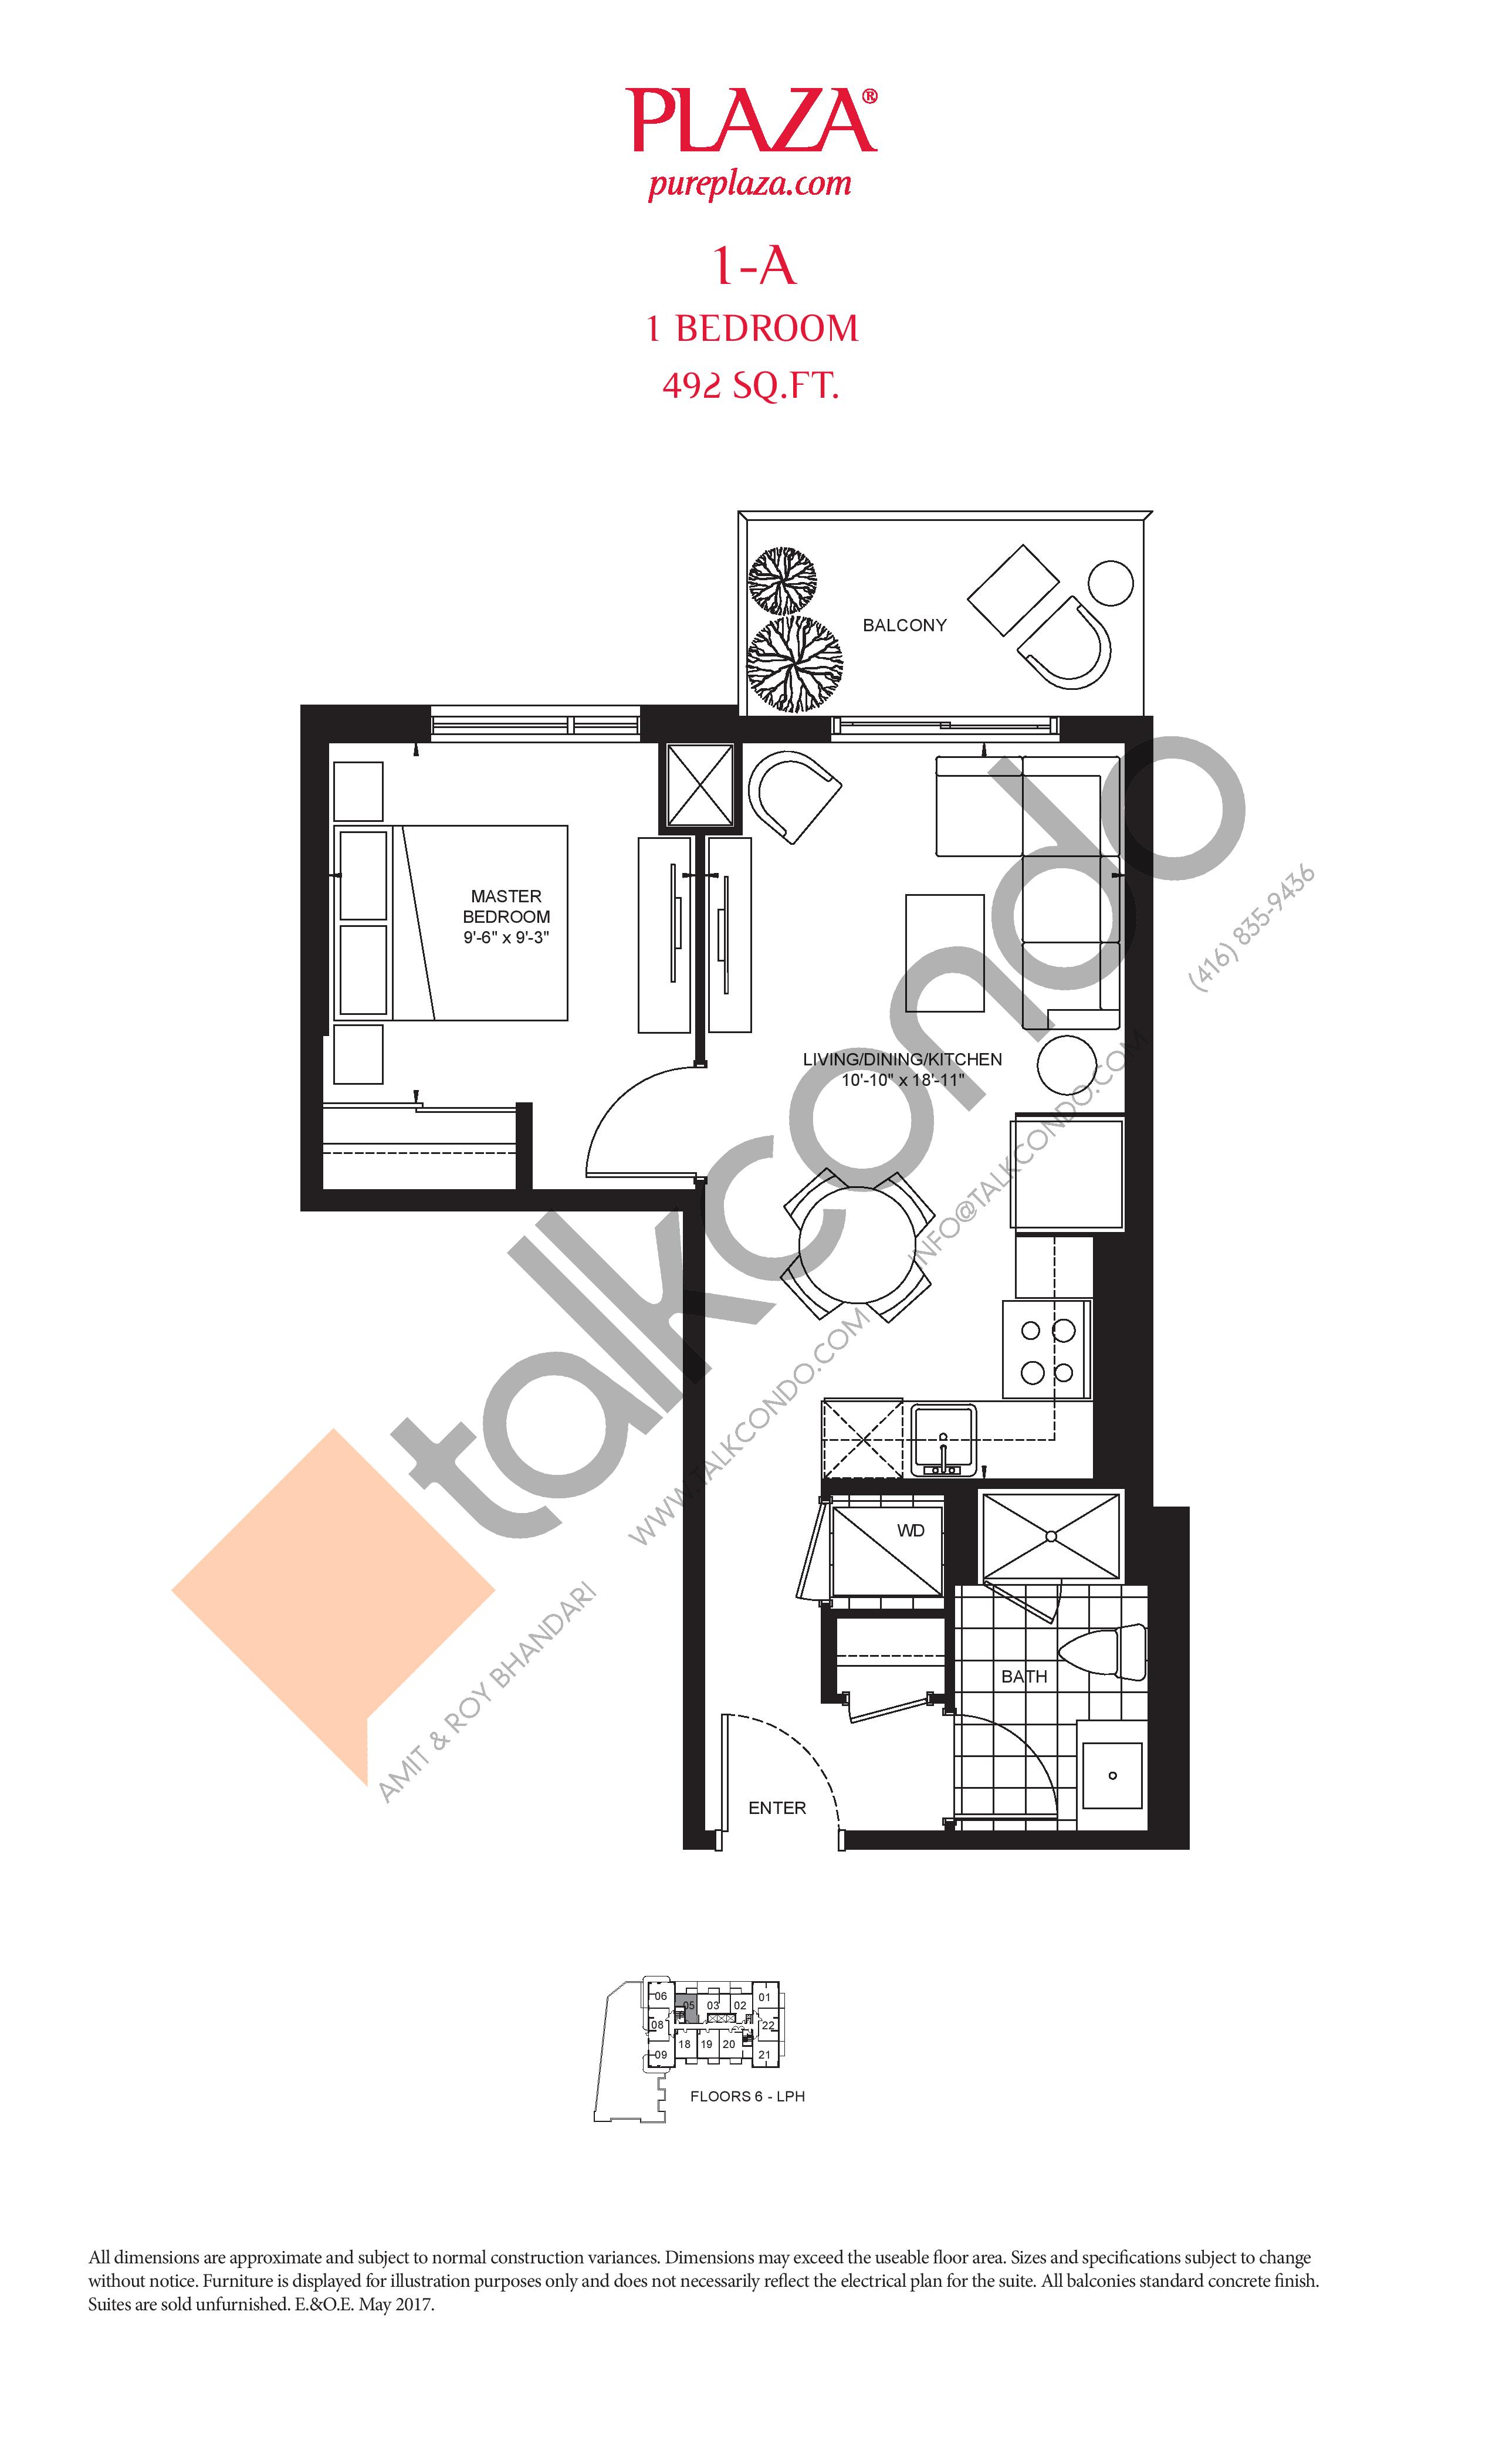 PLAZA®
pureplaza.com
1-A
1 BEDROOM
492 SQ.FT.
BALCONY
MASTER
BEDROOM
9'-6" x 9'-3"
LIVING/DINING/KITCHEN
10'-10" x 18'-11"
talkcondo
(416) 835-9436
INFO@TALKCONDO.COM
WWW.TALKCONDO.COM
AMIT & ROY BHANDARI
WD
BATH
ENTER
06
05
03
02
01
08
22
18
19
20
09
21
FLOORS 6 - LPH
All dimensions are approximate and subject to normal construction variances. Dimensions may exceed the useable floor area. Sizes and specifications subject to change
without notice. Furniture is displayed for illustration purposes only and does not necessarily reflect the electrical plan for the suite. All balconies standard concrete finish.
Suites are sold unfurnished. E.&O.E. May 2017.